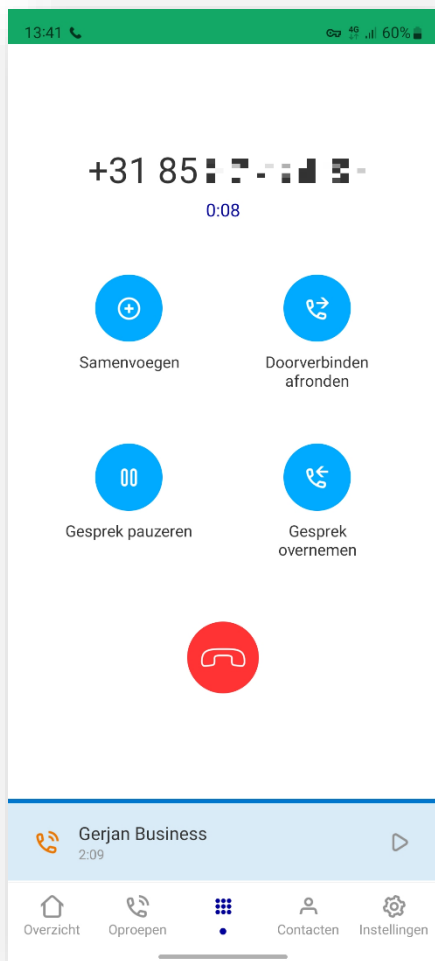 13:41
4G
60%
+31 85
0:08
Samenvoegen
Doorverbinden
afronden
Gesprek pauzeren
Gesprek
overnemen
Gerjan Business
2:09
Overzicht
Oproepen
Contacten
Instellingen